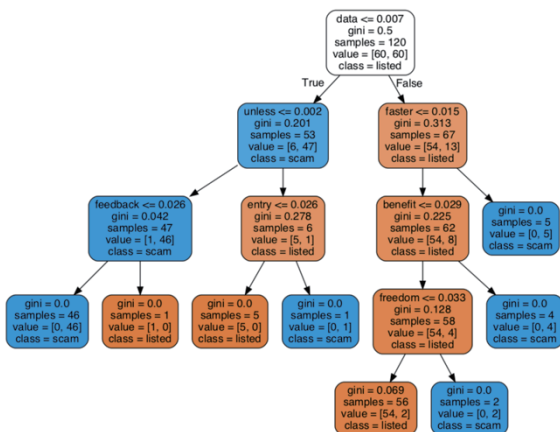 data <= 0.007
gini = 0.5
samples = 120
value = [60, 60]
class = listed
True
False
unless <= 0.002
gini = 0.201
samples = 53
value = [6, 47]
class = scam
faster <= 0.015
gini = 0.313
samples = 67
value = [54, 13]
class = listed
feedback <= 0.026
gini = 0.042
samples = 47
value = [1, 46]
class = scam
entry <= 0.026
gini = 0.278
samples = 6
value = [5, 1]
class = listed
benefit <= 0.029
gini = 0.225
samples = 62
value = [54, 8]
class = listed
gini = 0.0
samples = 5
value = [0, 5]
class = scam
gini = 0.0
samples = 46
value = [0, 46]
class = scam
gini = 0.0
samples = 1
value = [1, 0]
class = listed
gini = 0.0
samples = 5
value = [5, 0]
class = listed
gini = 0.0
samples = 1
value = [0, 1]
class = scam
freedom <= 0.033
gini = 0.128
samples = 58
value = [54, 4]
class = listed
gini = 0.0
samples = 4
value = [0, 4]
class = scam
gini = 0.069
samples = 56
value = [54, 2]
class = listed
gini = 0.0
samples = 2
value = [0, 2]
class = scam